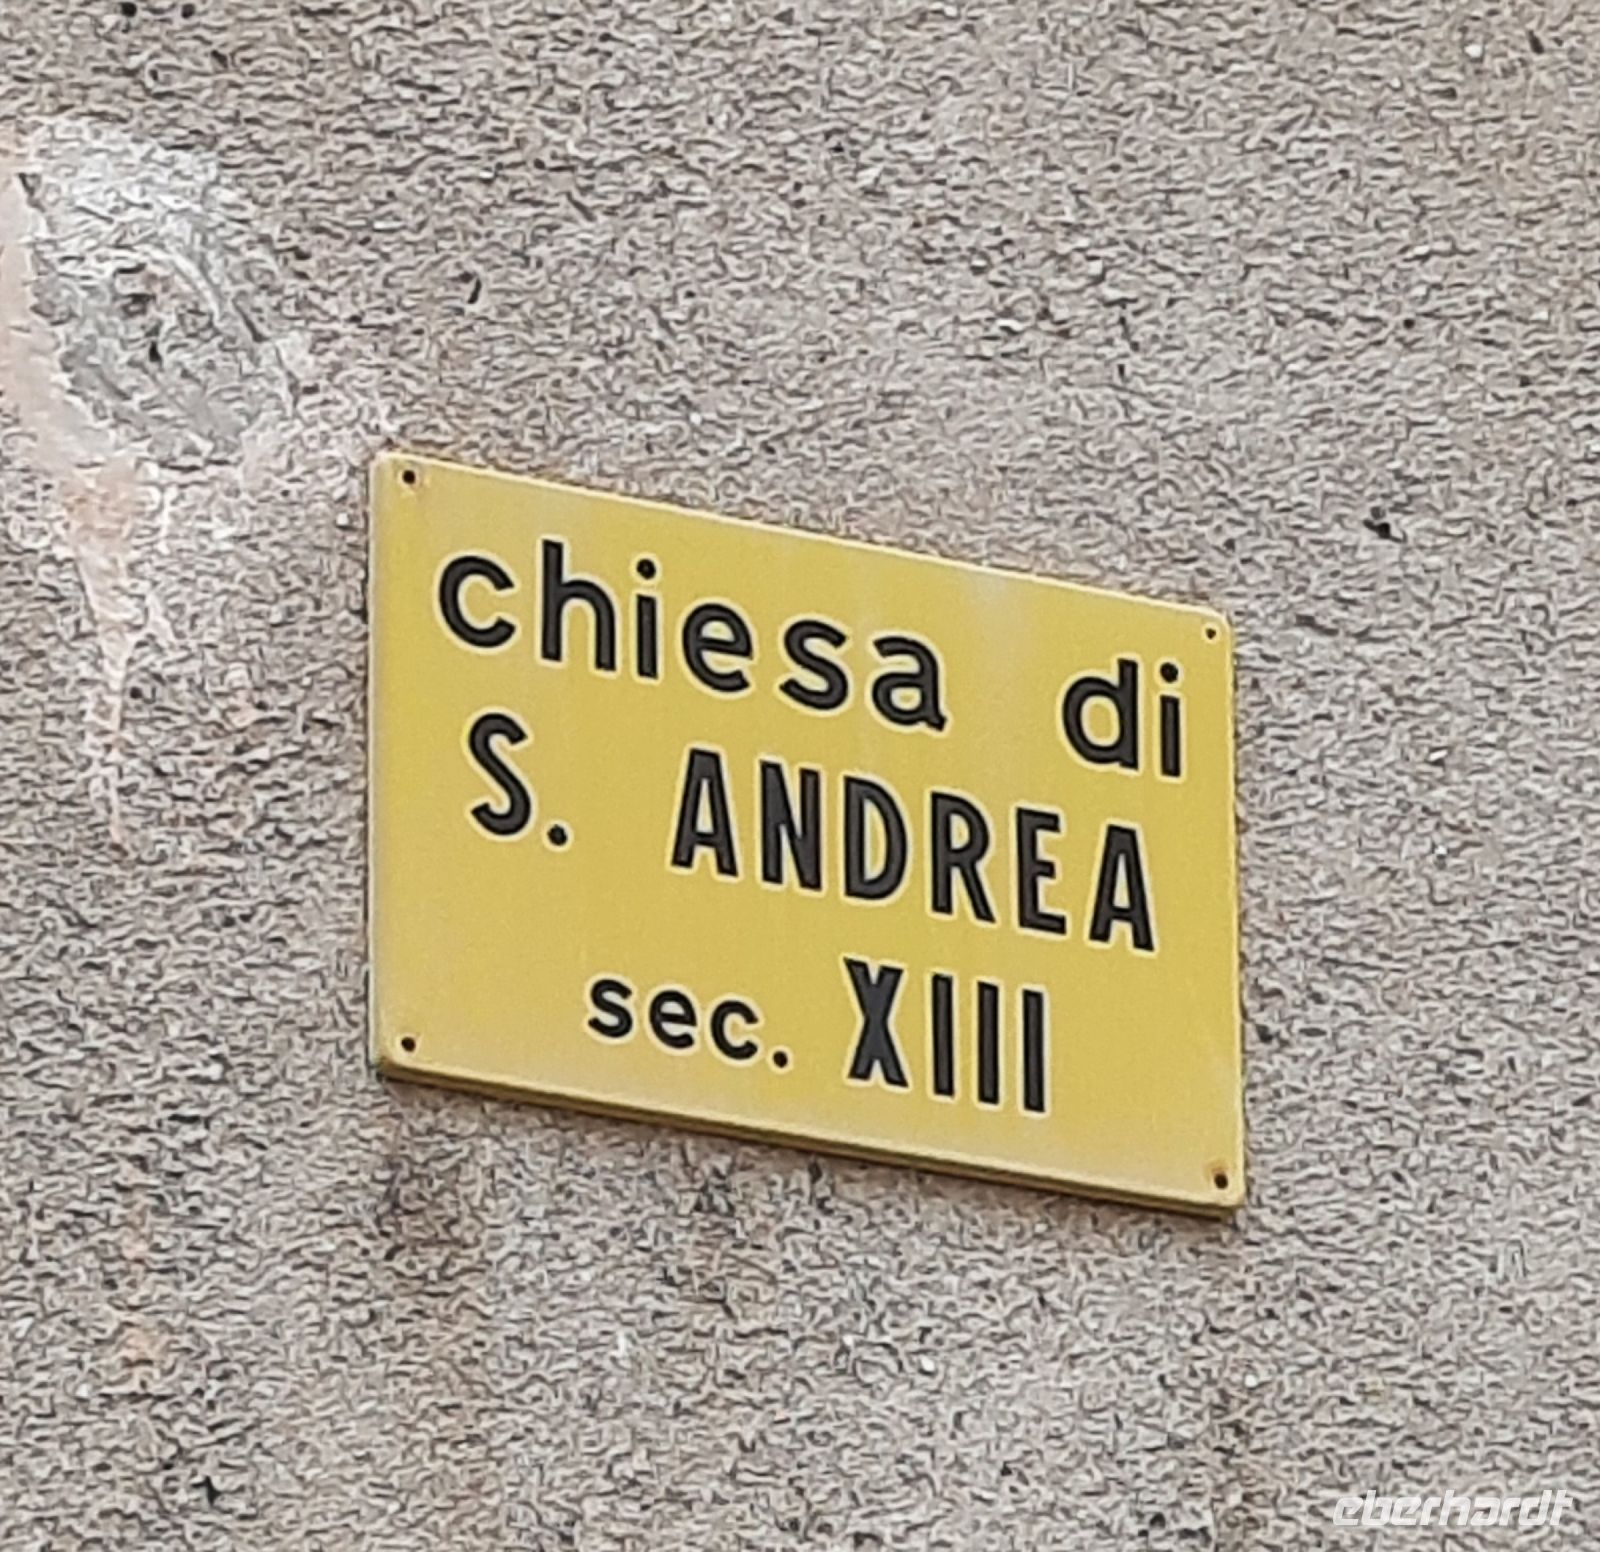 chiesa di
S. ANDREA
sec. XIII
eberhardt